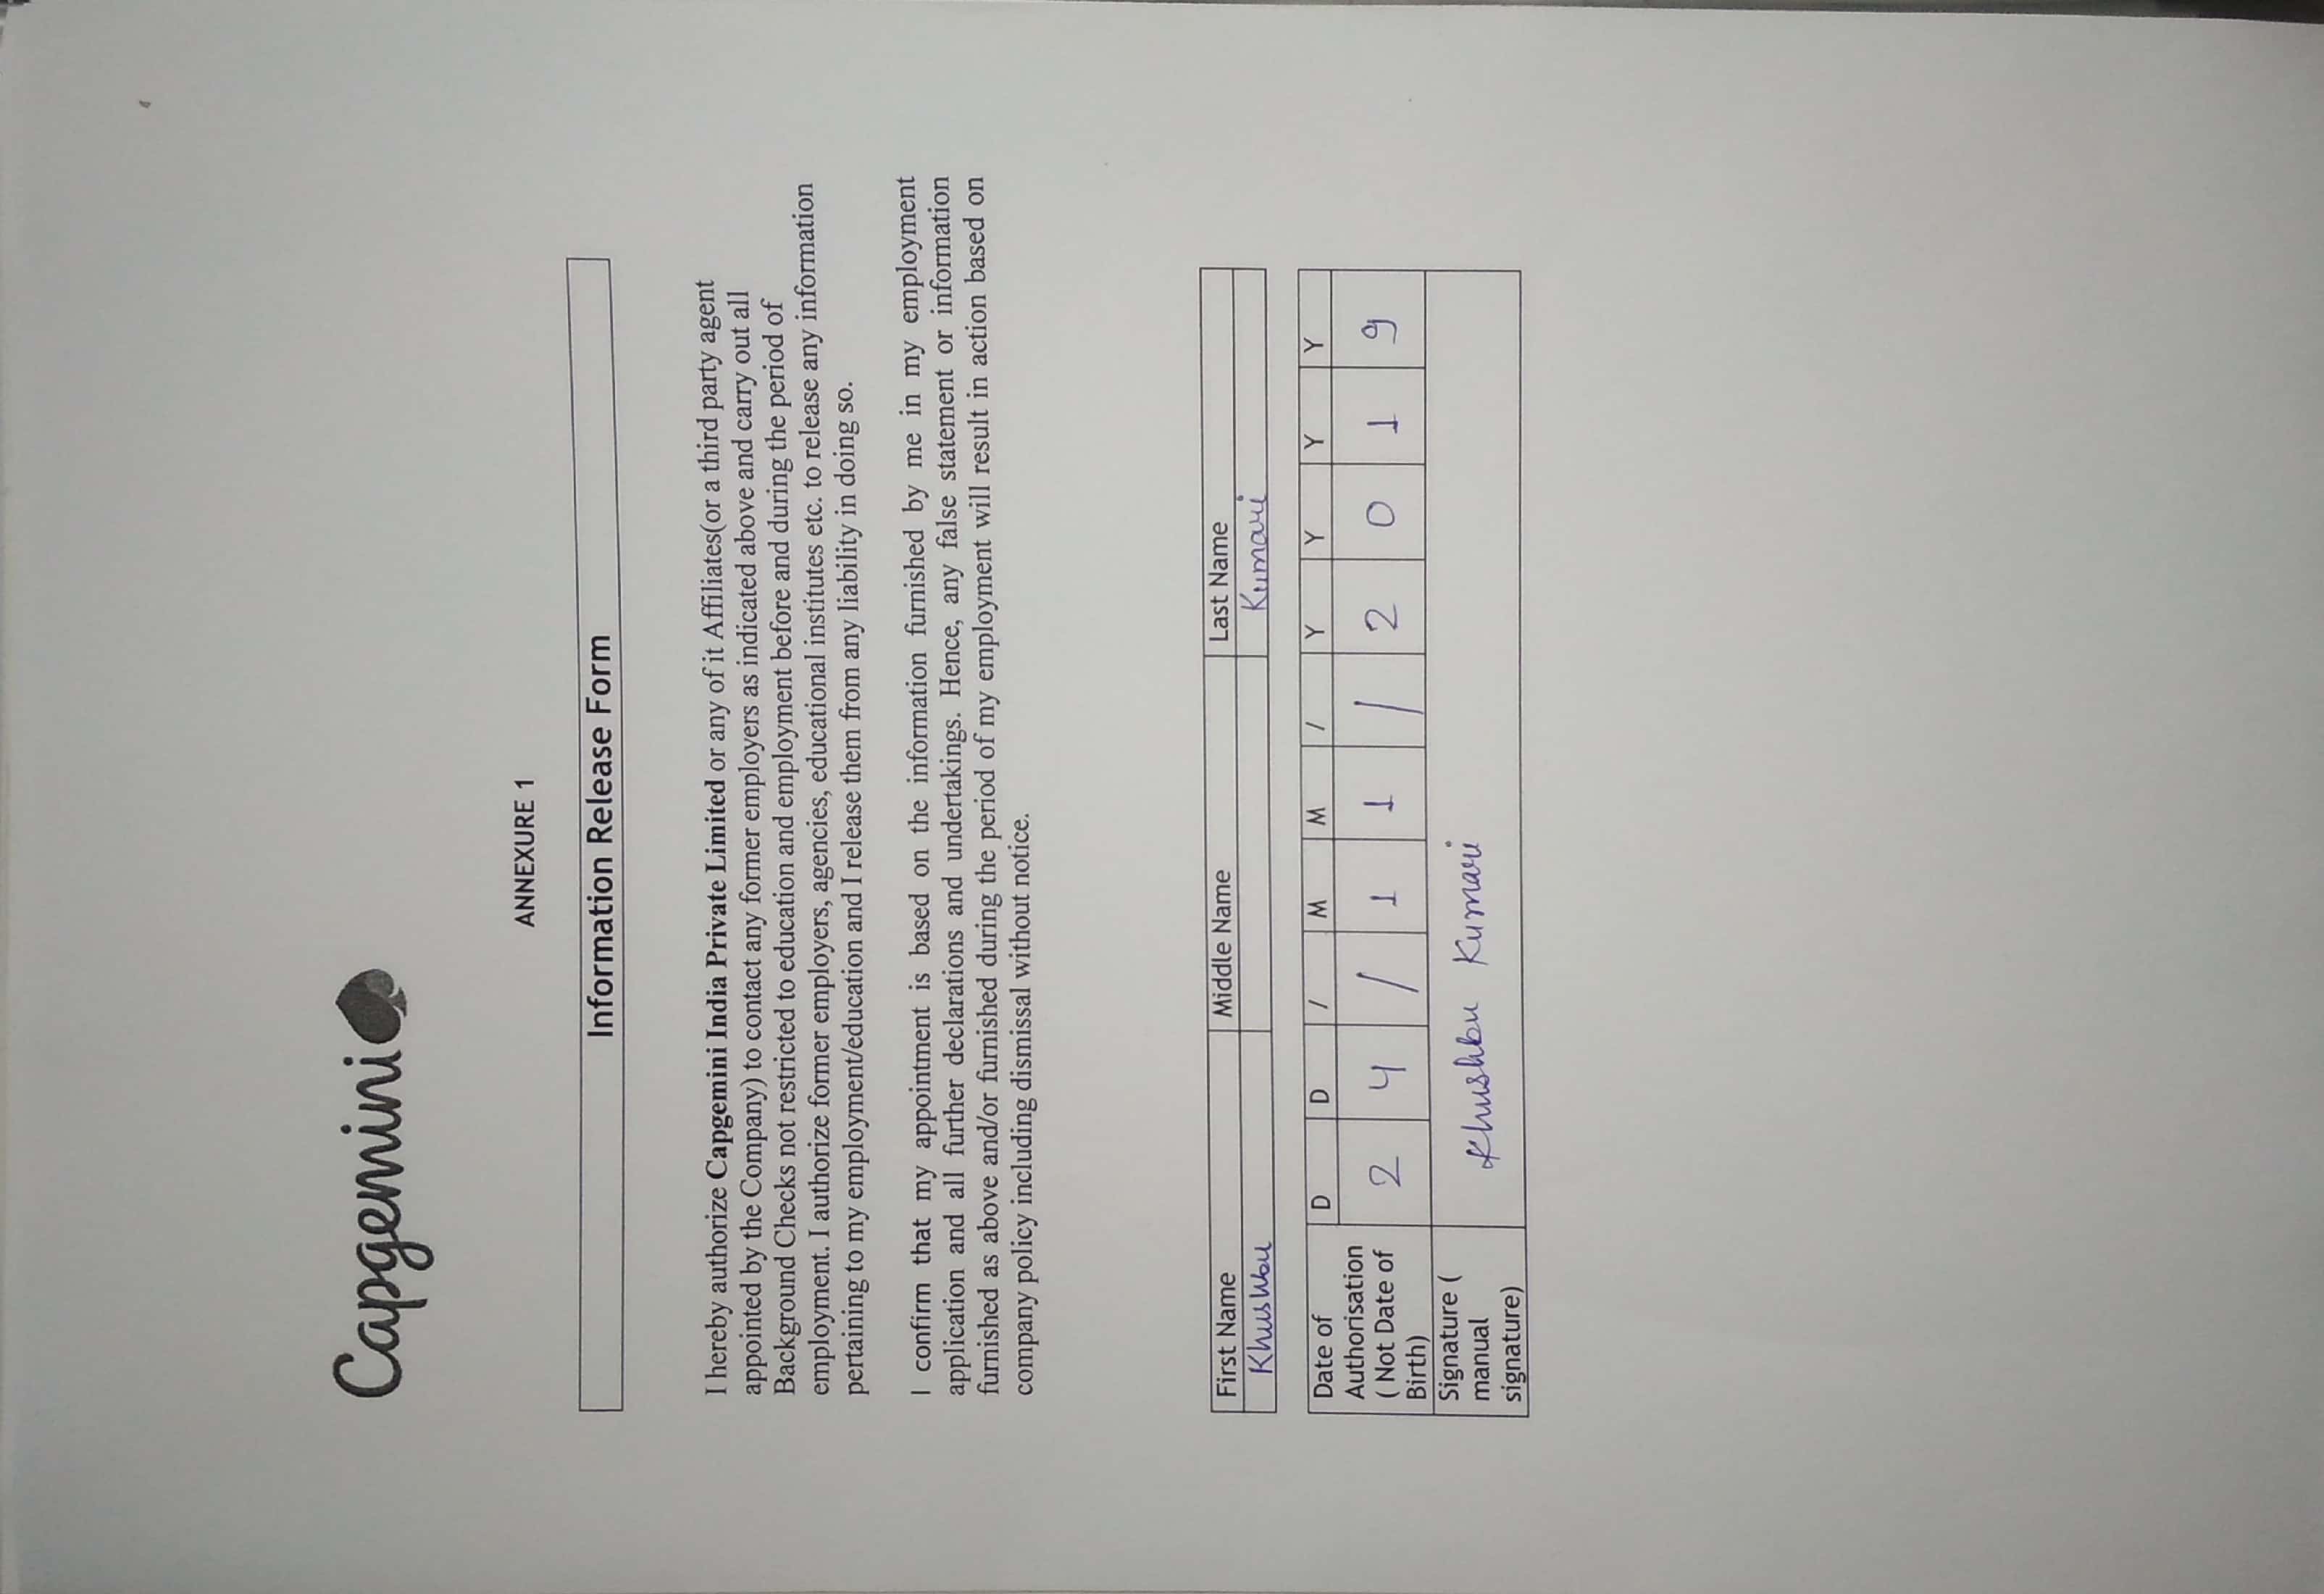 Capgemini
ANNEXURE 1
Information Release Form
I hereby authorize Capgemini India Private Limited or any of it Affiliates(or a third party agent
appointed by the Company) to contact any former employers as indicated above and carry out all
Background Checks not restricted to education and employment before and during the period of
employment. I authorize former employers, agencies, educational institutes etc. to release any information
pertaining to my employment/education and I release them from any liability in doing so.
I confirm that my appointment is based on the information furnished by me in my employment
application and all further declarations and undertakings. Hence, any false statement or information
furnished as above and/or furnished during the period of my employment will result in action based on
company policy including dismissal without notice.
First Name Middle Name Last Name
Khushbu Kumari
Date of D D / M M / Y Y Y Y
Authorisation
( Not Date of 2 4 / 1 1 / 2 0 1 9
Birth)
Signature (
manual Khushbu Kumari
signature)